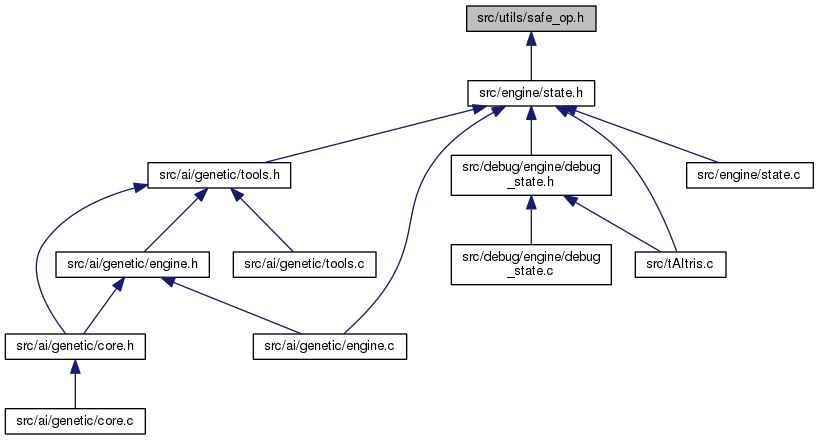 src/utils/safe_op.h
src/engine/state.h
src/ai/genetic/tools.h
src/debug/engine/debug
_state.h
src/engine/state.c
src/ai/genetic/engine.h
src/ai/genetic/tools.c
src/debug/engine/debug
_state.c
src/tAltris.c
src/ai/genetic/core.h
src/ai/genetic/engine.c
src/ai/genetic/core.c